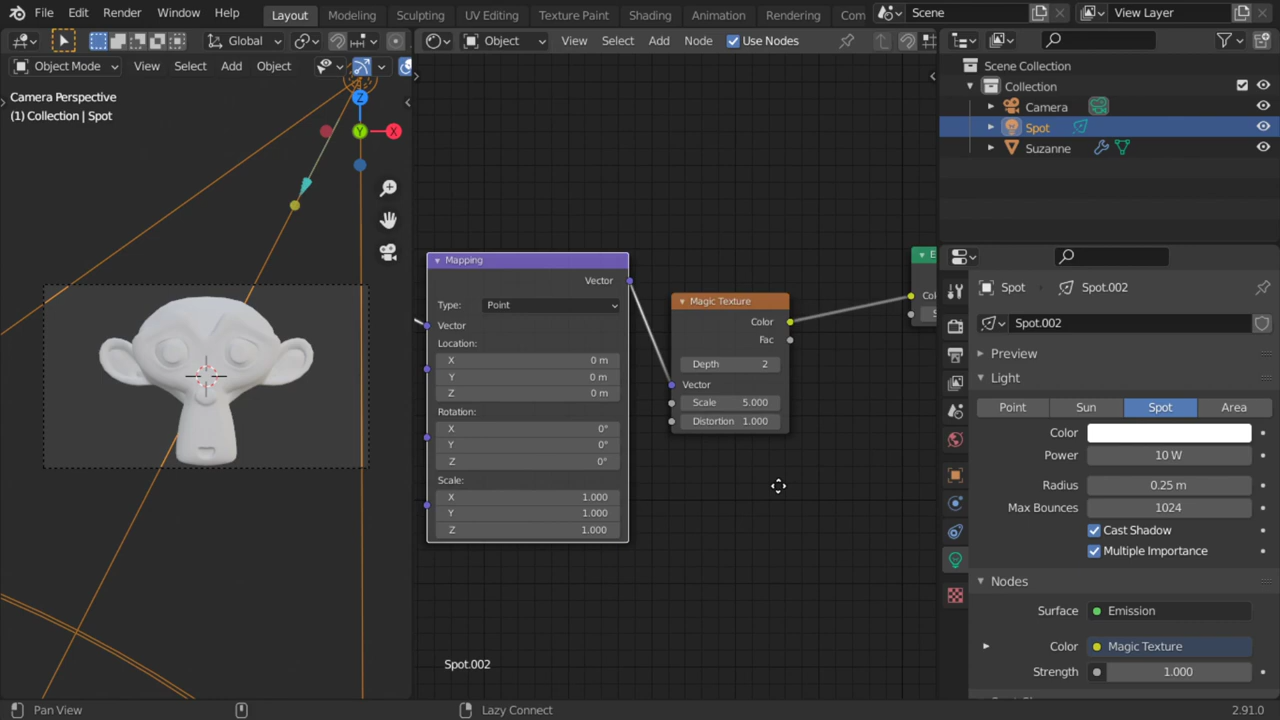 File Edit Render Window Help Layout Modeling Sculpting UV Editing Texture Paint Shading Animation Rendering Com Scene View Layer
Global Object View Select Add Node Use Nodes
Object Mode View Select Add Object
Camera Perspective
(1) Collection | Spot
Z
Y
X
Mapping
Vector
Type: Point
Vector
Location:
X 0 m
Y 0 m
Z 0 m
Rotation:
X 0°
Y 0°
Z 0°
Scale:
X 1.000
Y 1.000
Z 1.000
Magic Texture
Color
Fac
Depth 2
Vector
Scale 5.000
Distortion 1.000
E
Colo
S
Spot.002
Scene Collection
Collection
Camera
Spot
Suzanne
Spot Spot.002
Spot.002
Preview
Light
Point Sun Spot Area
Color
Power 10 W
Radius 0.25 m
Max Bounces 1024
Cast Shadow
Multiple Importance
Nodes
Surface Emission
Color Magic Texture
Strength 1.000
Pan View Lazy Connect 2.91.0